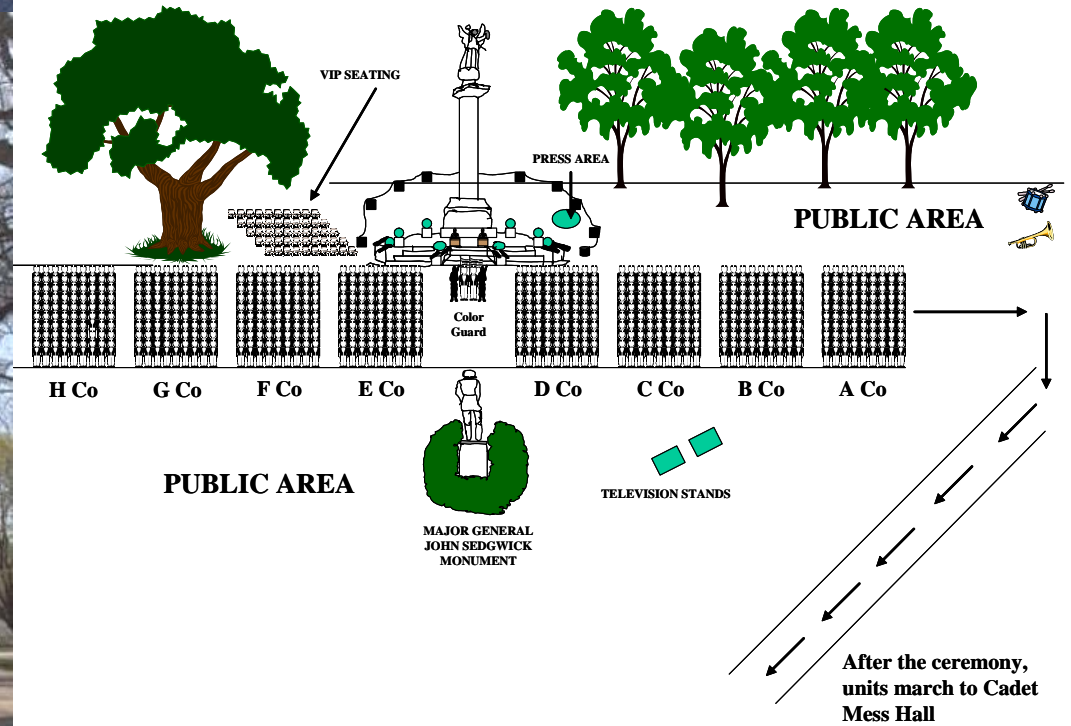 VIP SEATING
PRESS AREA
PUBLIC AREA
Color
Guard
H Co
G Co
F Co
E Co
D Co
C Co
B Co
A Co
PUBLIC AREA
TELEVISION STANDS
MAJOR GENERAL
JOHN SEDGWICK
MONUMENT
After the ceremony,
units march to Cadet
Mess Hall